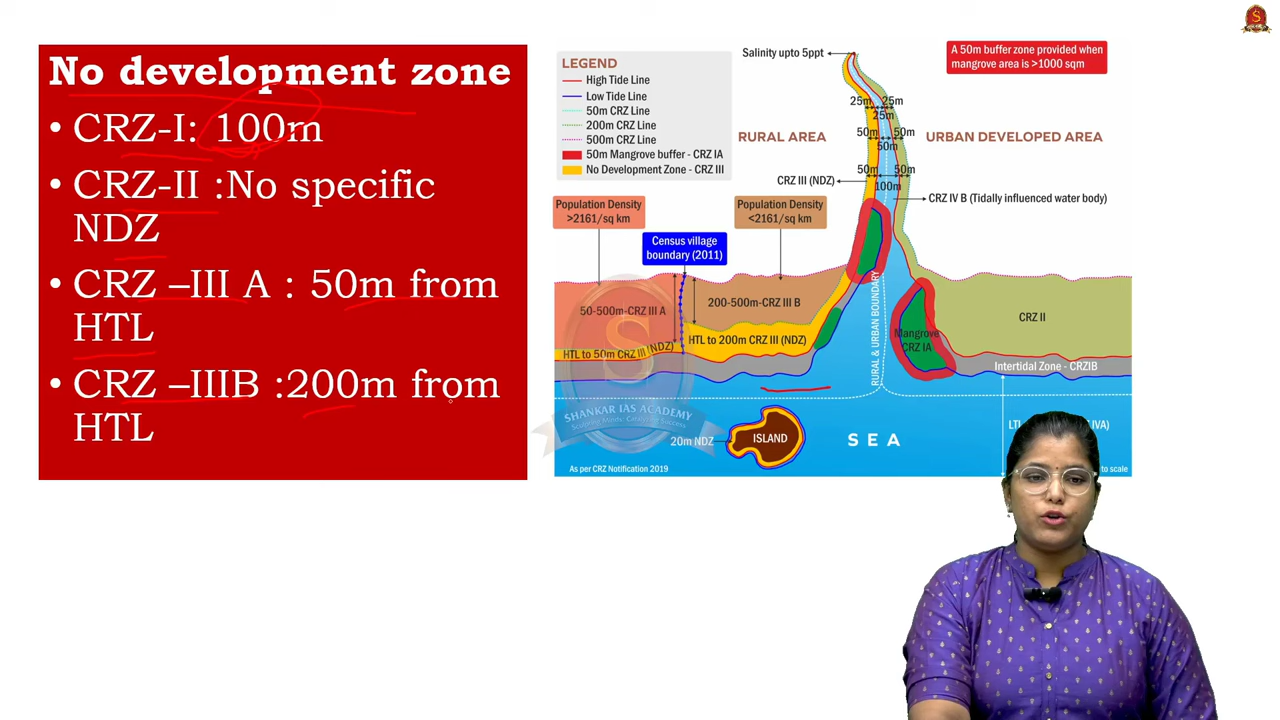 No development zone
• CRZ-I: 100m
• CRZ-II :No specific
NDZ
• CRZ –III A : 50m from
HTL
• CRZ –IIIB :200m from
HTL
LEGEND
High Tide Line
Low Tide Line
50m CRZ Line
200m CRZ Line
500m CRZ Line
50m Mangrove buffer - CRZ IA
No Development Zone - CRZ III
Salinity upto 5ppt
A 50m buffer zone provided when
mangrove area is >1000 sqm
25m 25m
25m
RURAL AREA
50m 50m
50m
URBAN DEVELOPED AREA
CRZ III (NDZ)
50m 50m
100m
CRZ IV B (Tidally influenced water body)
Population Density
>2161/sq km
Population Density
<2161/sq km
Census village
boundary (2011)
50-500m-CRZ III A
200-500m-CRZ III B
HTL to 50m CRZ III (NDZ)
HTL to 200m CRZ III (NDZ)
RURAL & URBAN BOUNDARY
Mangrove
CRZ IA
CRZ II
Intertidal Zone - CRZIB
SHANKAR IAS ACADEMY
20m NDZ
ISLAND
SEA
IVA)
As per CRZ Notification 2019
to scale